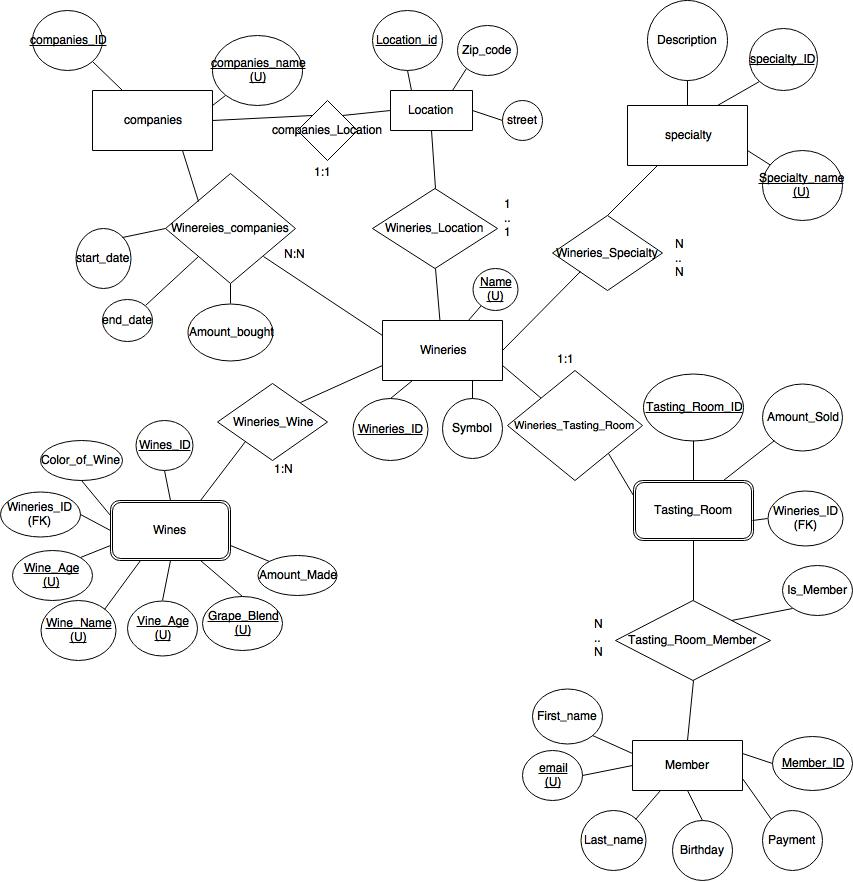 companies_ID
companies_name
(U)
companies
Location_id
Zip_code
street
Location
companies_Location
1:1
Description
specialty_ID
specialty
Specialty_name
(U)
Winereies_companies
N:N
start_date
end_date
Amount_bought
Wineries_Location
1
..
1
Wineries_Specialty
N
..
N
Name
(U)
Wineries
Wineries_ID
Symbol
1:1
Wineries_Tasting_Room
Wineries_Wine
1:N
Tasting_Room_ID
Amount_Sold
Tasting_Room
Wineries_ID
(FK)
Wines_ID
Color_of_Wine
Wineries_ID
(FK)
Wines
Wine_Age
(U)
Wine_Name
(U)
Vine_Age
(U)
Grape_Blend
(U)
Amount_Made
Is_Member
N
..
N
Tasting_Room_Member
First_name
email
(U)
Member
Member_ID
Last_name
Birthday
Payment